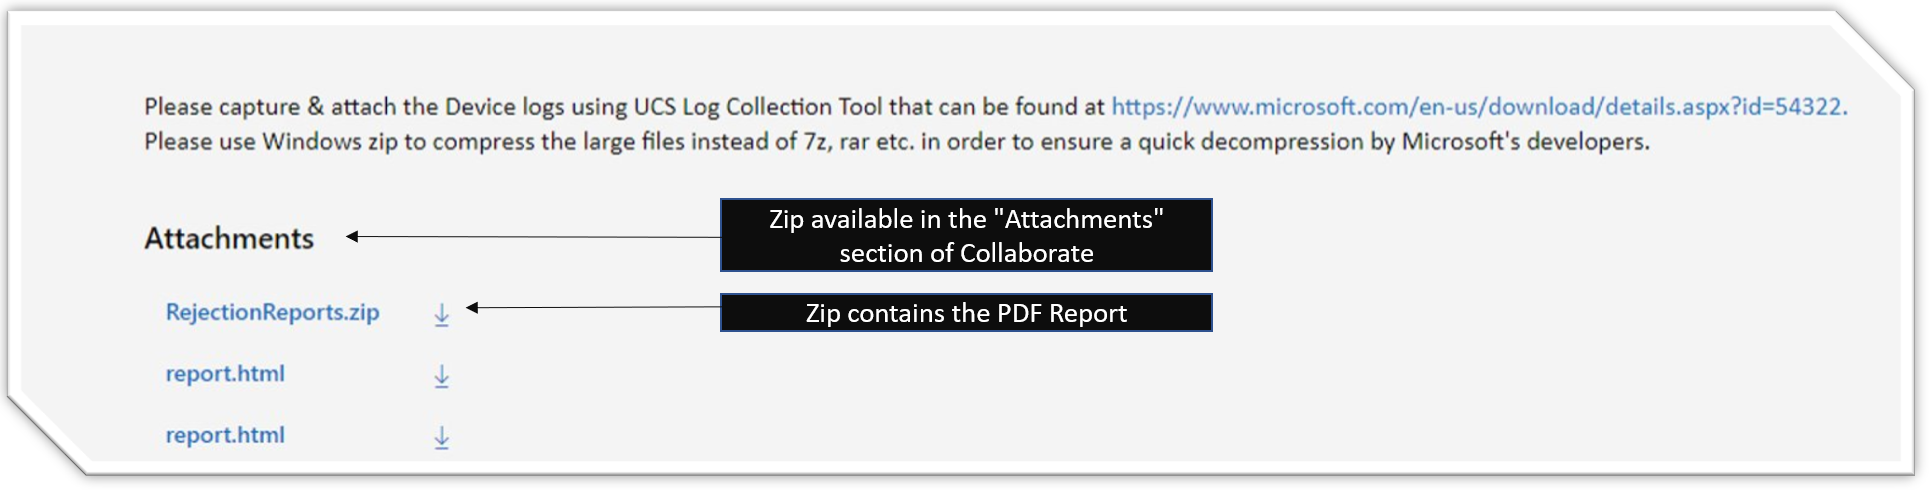 Please capture & attach the Device logs using UCS Log Collection Tool that can be found at https://www.microsoft.com/en-us/download/details.aspx?id=54322.
Please use Windows zip to compress the large files instead of 7z, rar etc. in order to ensure a quick decompression by Microsoft's developers.
Attachments
Zip available in the "Attachments"
section of Collaborate
RejectionReports.zip
Zip contains the PDF Report
report.html
report.html